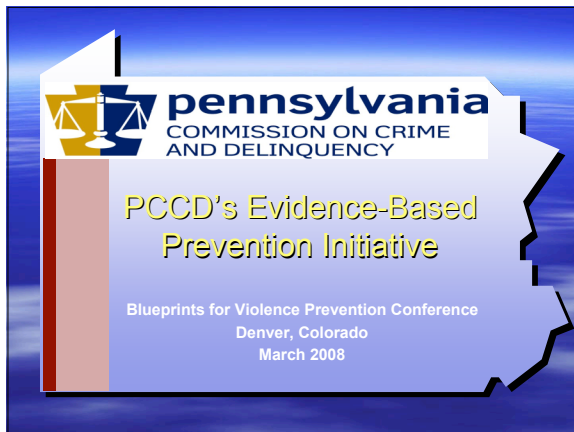 pennsylvania
COMMISSION ON CRIME
AND DELINQUENCY
PCCD's Evidence-Based
Prevention Initiative
Blueprints for Violence Prevention Conference
Denver, Colorado
March 2008